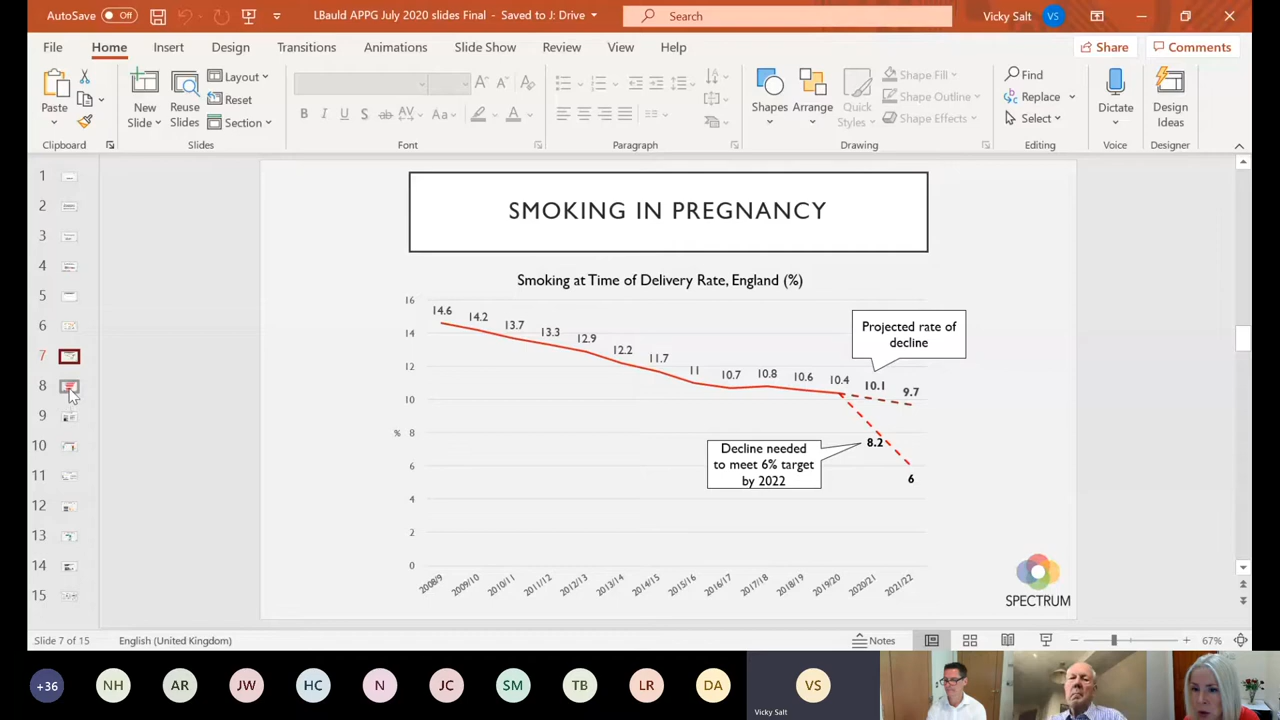 AutoSave Off
LBauld APPG July 2020 slides Final - Saved to J: Drive
Search
Vicky Salt VS
File Home Insert Design Transitions Animations Slide Show Review View Help
Share Comments
Paste
New Slide
Reuse Slides
Layout
Reset
Section
B I U S ab AV Aa A
Shapes
Arrange
Quick Styles
Shape Fill
Shape Outline
Shape Effects
Find
Replace
Select
Dictate
Design Ideas
Clipboard Slides Font Paragraph Drawing Editing Voice Designer
1
2
3
4
5
6
7
8
9
10
11
12
13
14
15
SMOKING IN PREGNANCY
Smoking at Time of Delivery Rate, England (%)
16
14
12
10
% 8
6
4
2
0
14.6 14.2 13.7 13.3 12.9 12.2 11.7 11 10.7 10.8 10.6 10.4 10.1 9.7
Projected rate of
decline
8.2
6
Decline needed
to meet 6% target
by 2022
2008/9 2009/10 2010/11 2011/12 2012/13 2013/14 2014/15 2015/16 2016/17 2017/18 2018/19 2019/20 2020/21 2021/22
SPECTRUM
Slide 7 of 15 English (United Kingdom) Notes 67%
+36 NH AR JW HC N JC SM TB LR DA VS
Vicky Salt